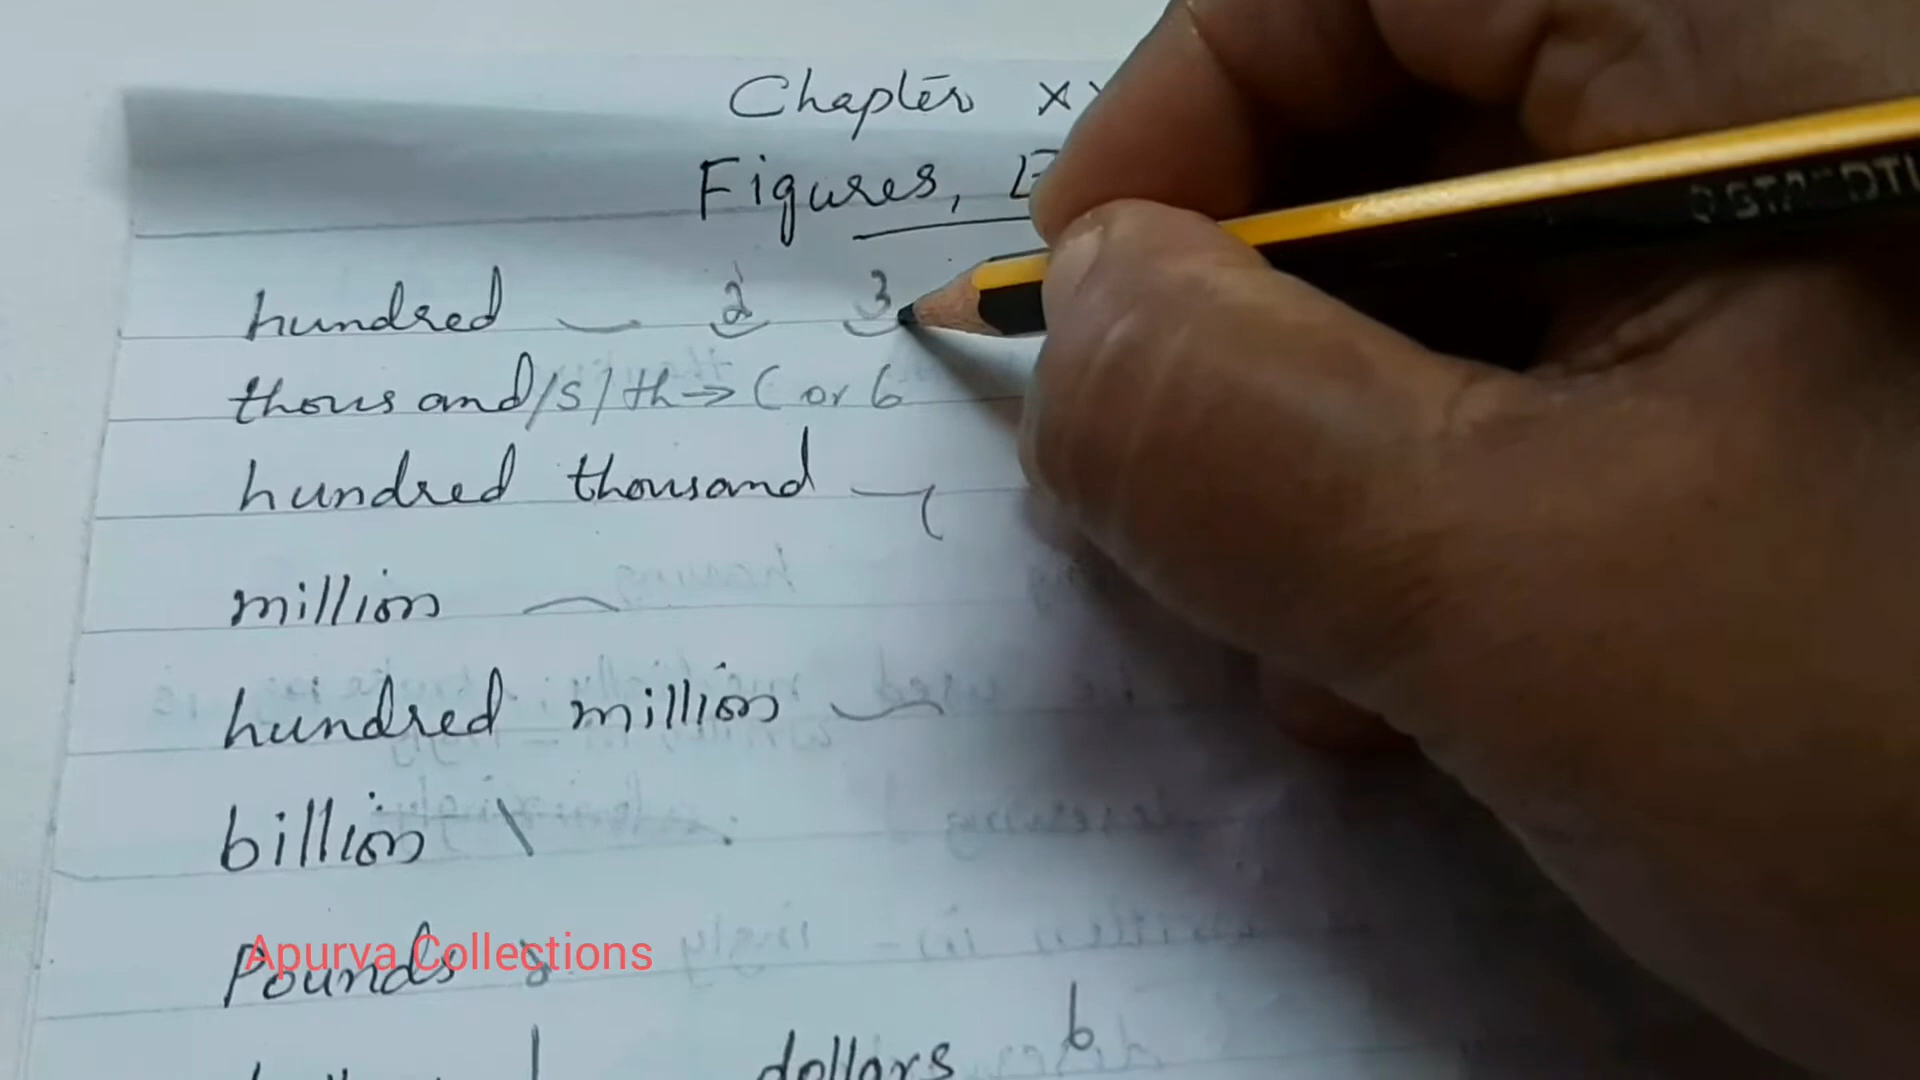 Chapter XX
Figures, E
hundred 2 3
thousand/s/th → ( or 6
hundred thousand
million
hundred million
billion
Pounds
Apurva Collections
dollars